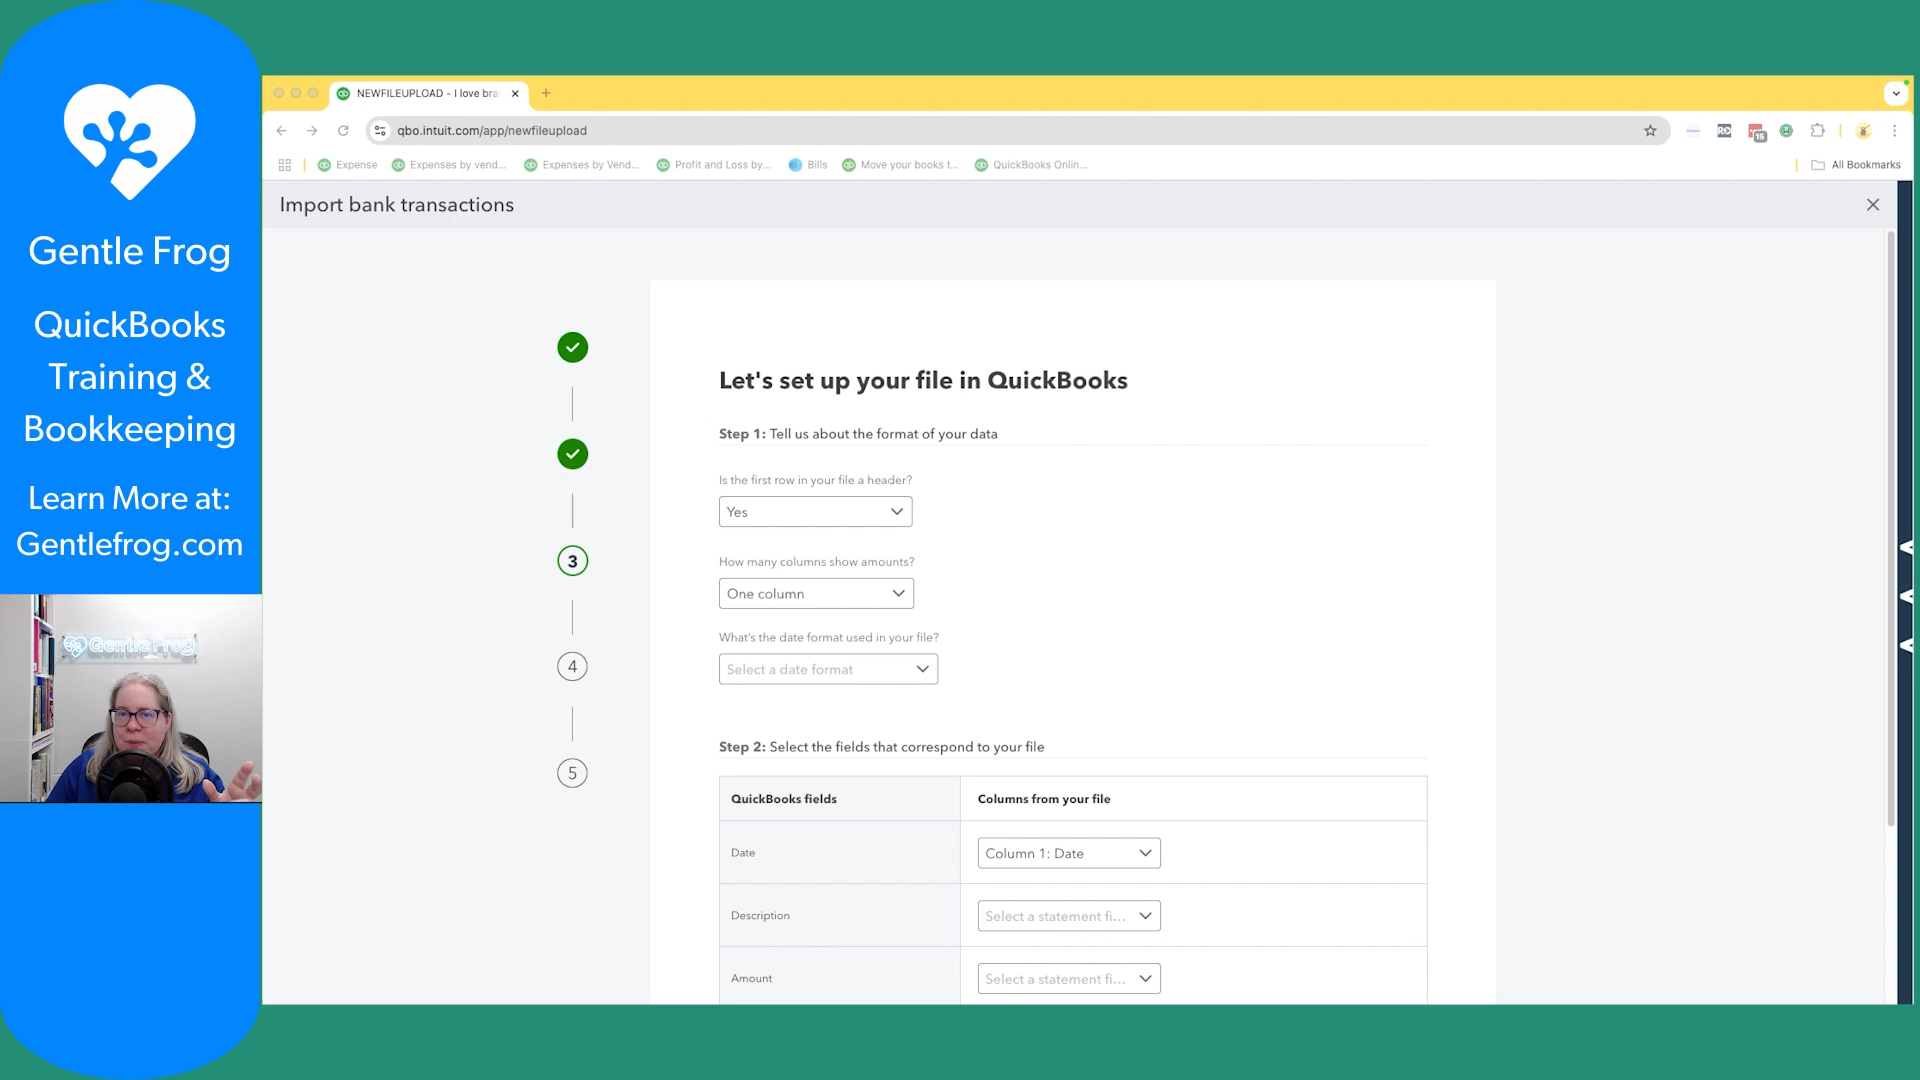 Gentle Frog
QuickBooks
Training &
Bookkeeping
Learn More at:
Gentlefrog.com
Gentle Frog
NEWFILEUPLOAD - I love bra
qbo.intuit.com/app/newfileupload
15
Expense
Expenses by vend...
Expenses by Vend...
Profit and Loss by...
Bills
Move your books t...
QuickBooks Onlin...
All Bookmarks
Import bank transactions
Let's set up your file in QuickBooks
Step 1: Tell us about the format of your data
Is the first row in your file a header?
Yes
How many columns show amounts?
One column
What's the date format used in your file?
Select a date format
3
4
5
Step 2: Select the fields that correspond to your file
QuickBooks fields
Columns from your file
Date
Column 1: Date
Description
Select a statement fi...
Amount
Select a statement fi...